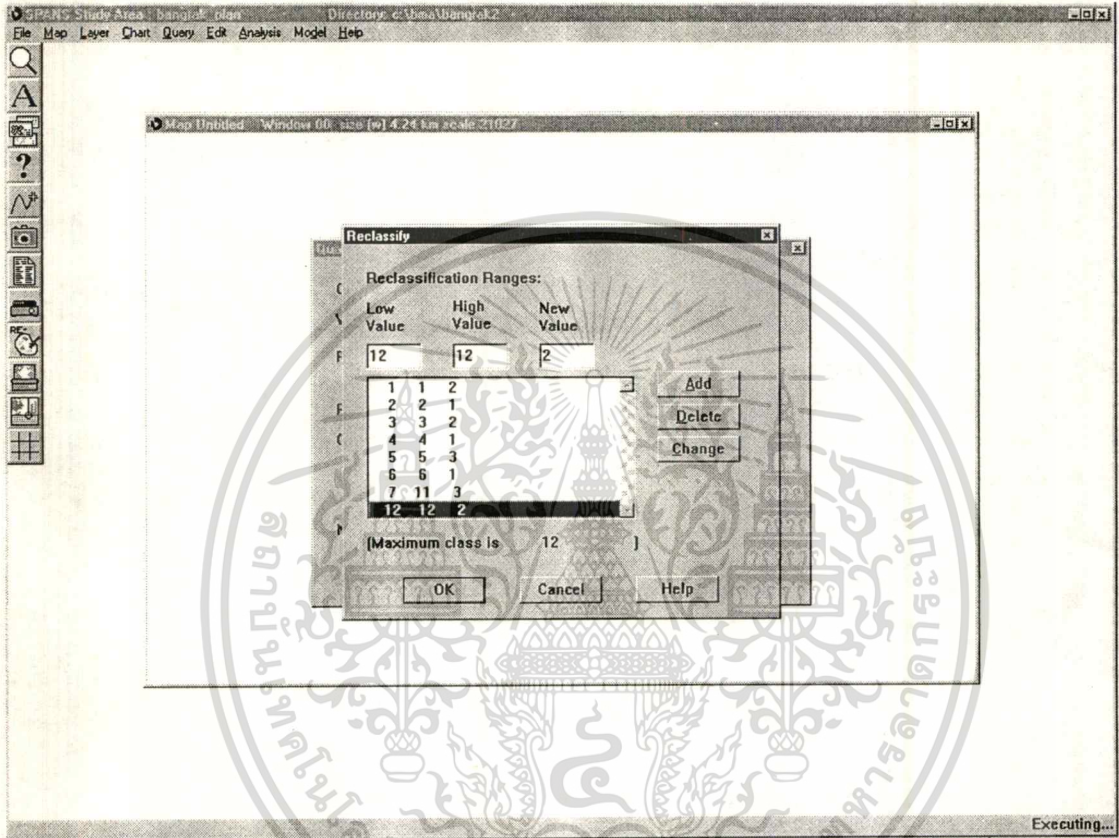 SPANS Study Area : bangrak_plan Directory: c:\bma\bangrak2
File Map Layer Chart Query Edit Analysis Model Help
A
?
RE-
Map Untitled Window 00 size [w] 4.24 km scale 21027
Reclassify
Reclassification Ranges:
Low Value High Value New Value
12 12 2
1 1 2
2 2 1
3 3 2
4 4 1
5 5 3
6 6 1
7 11 3
12 12 2
Add
Delete
Change
[Maximum class is 12 ]
OK Cancel Help
Executing...